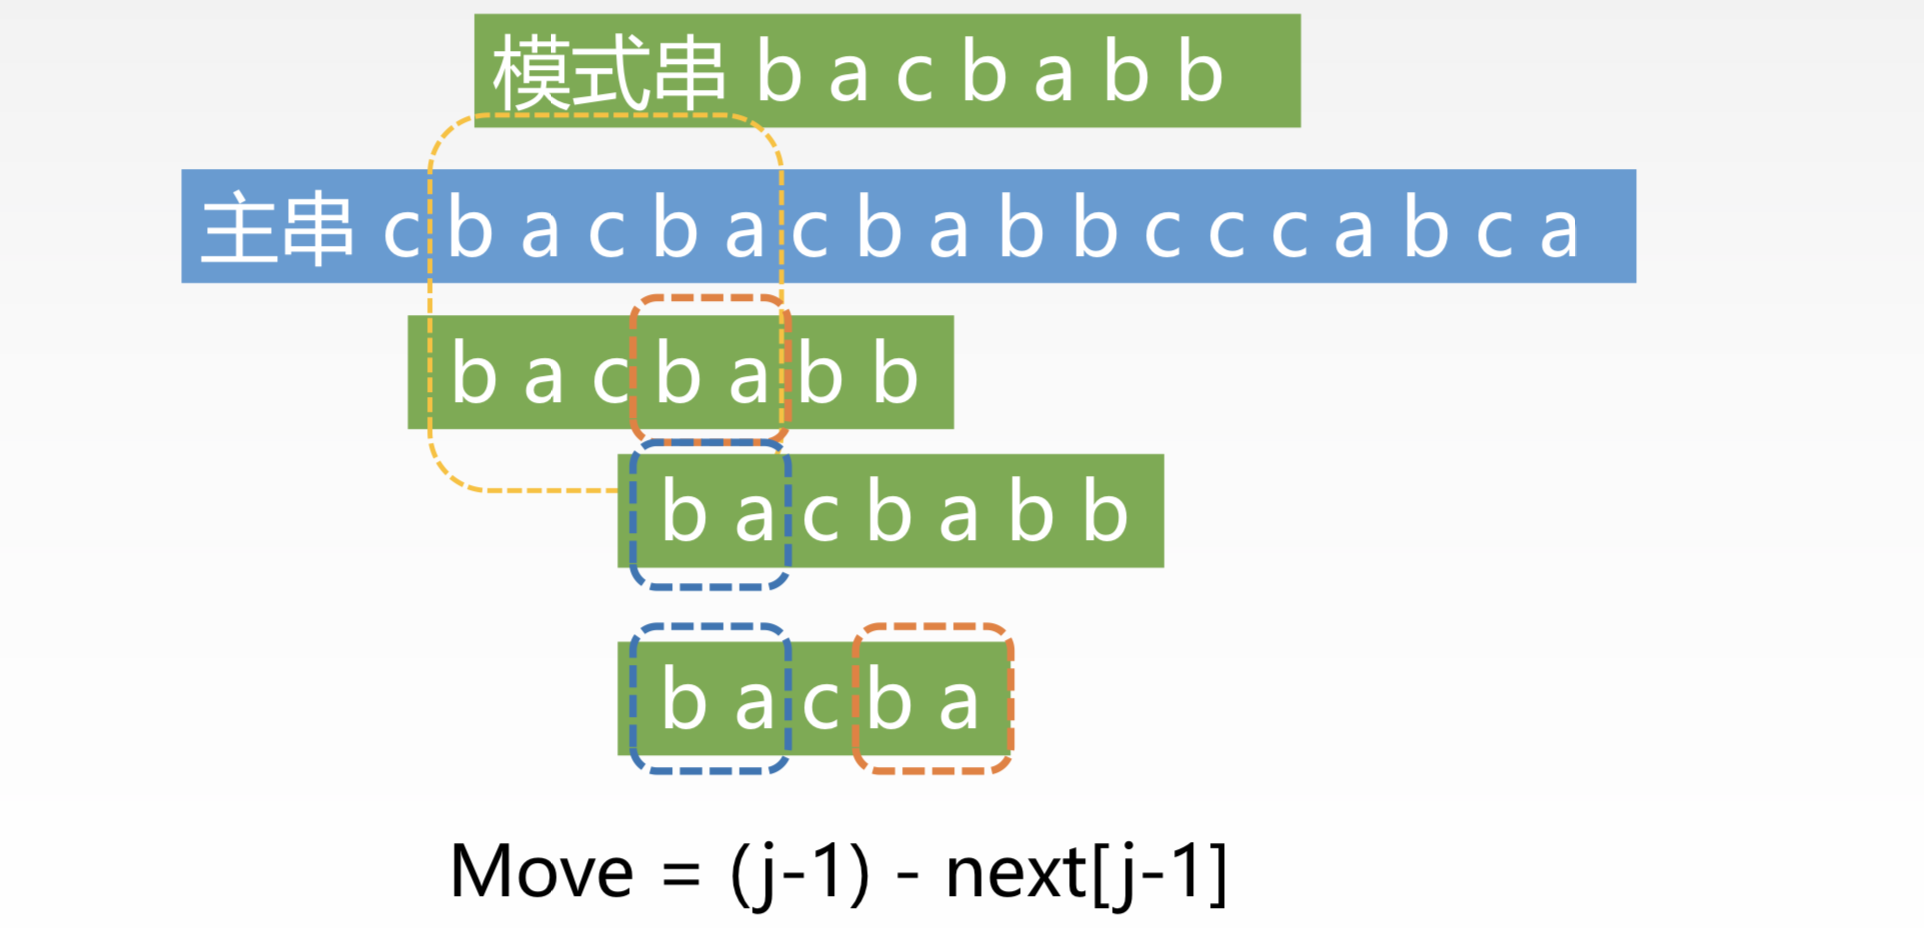 模式串 b a c b a b b
主串 c b a c b a c b a b b c c c a b c a
b a c b a b b
b a c b a b b
b a c b a
Move = (j-1) - next[j-1]